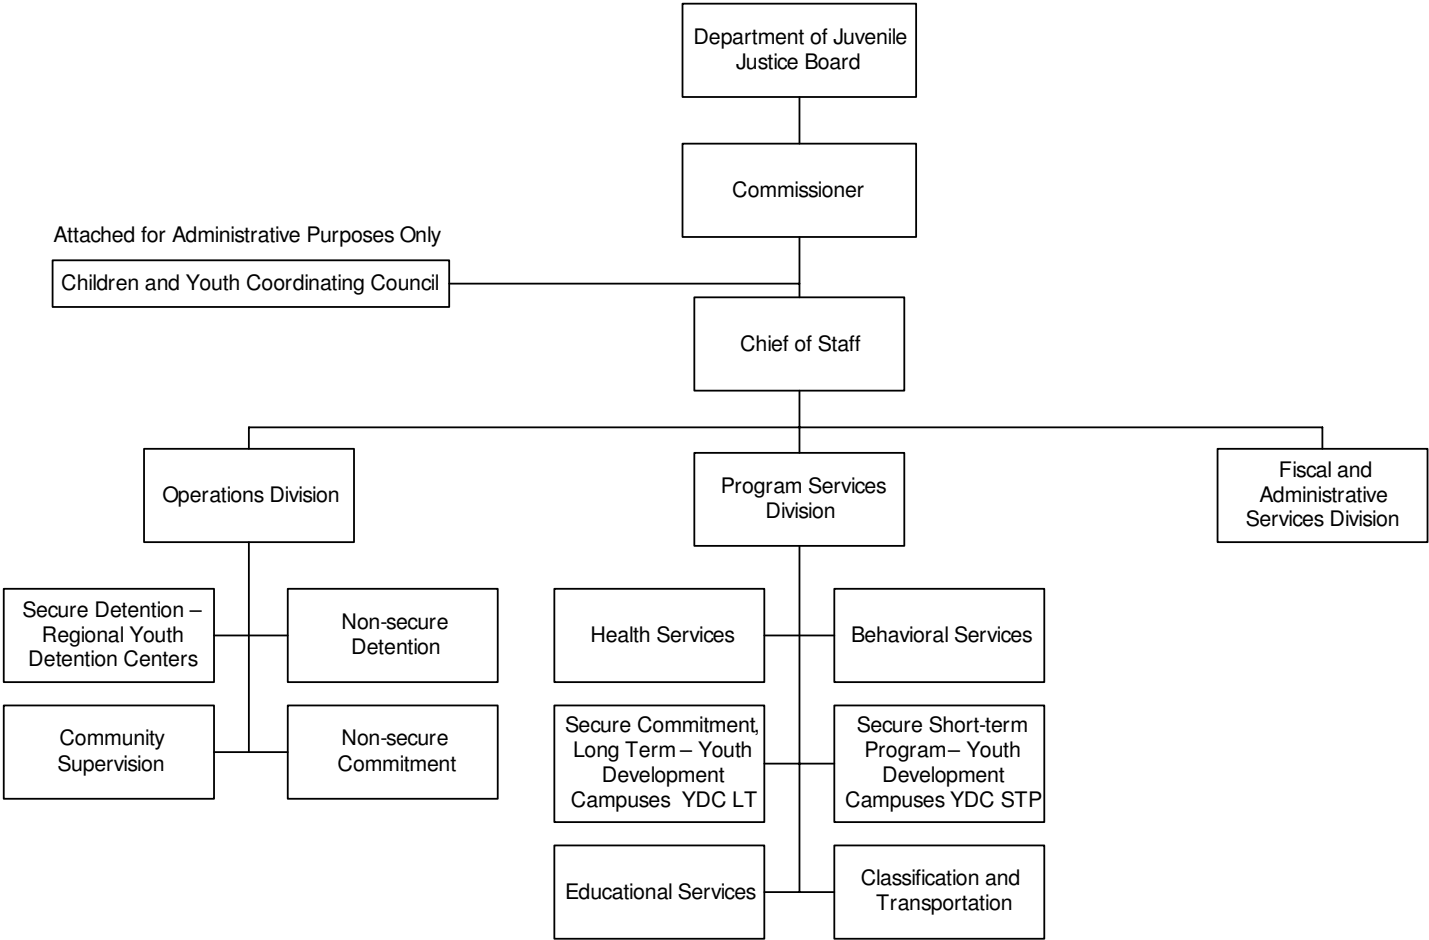 Department of Juvenile
Justice Board
Commissioner
Attached for Administrative Purposes Only
Children and Youth Coordinating Council
Chief of Staff
Operations Division
Program Services
Division
Fiscal and
Administrative
Services Division
Secure Detention –
Regional Youth
Detention Centers
Non-secure
Detention
Health Services
Behavioral Services
Community
Supervision
Non-secure
Commitment
Secure Commitment,
Long Term – Youth
Development
Campuses YDC LT
Secure Short-term
Program – Youth
Development
Campuses YDC STP
Educational Services
Classification and
Transportation